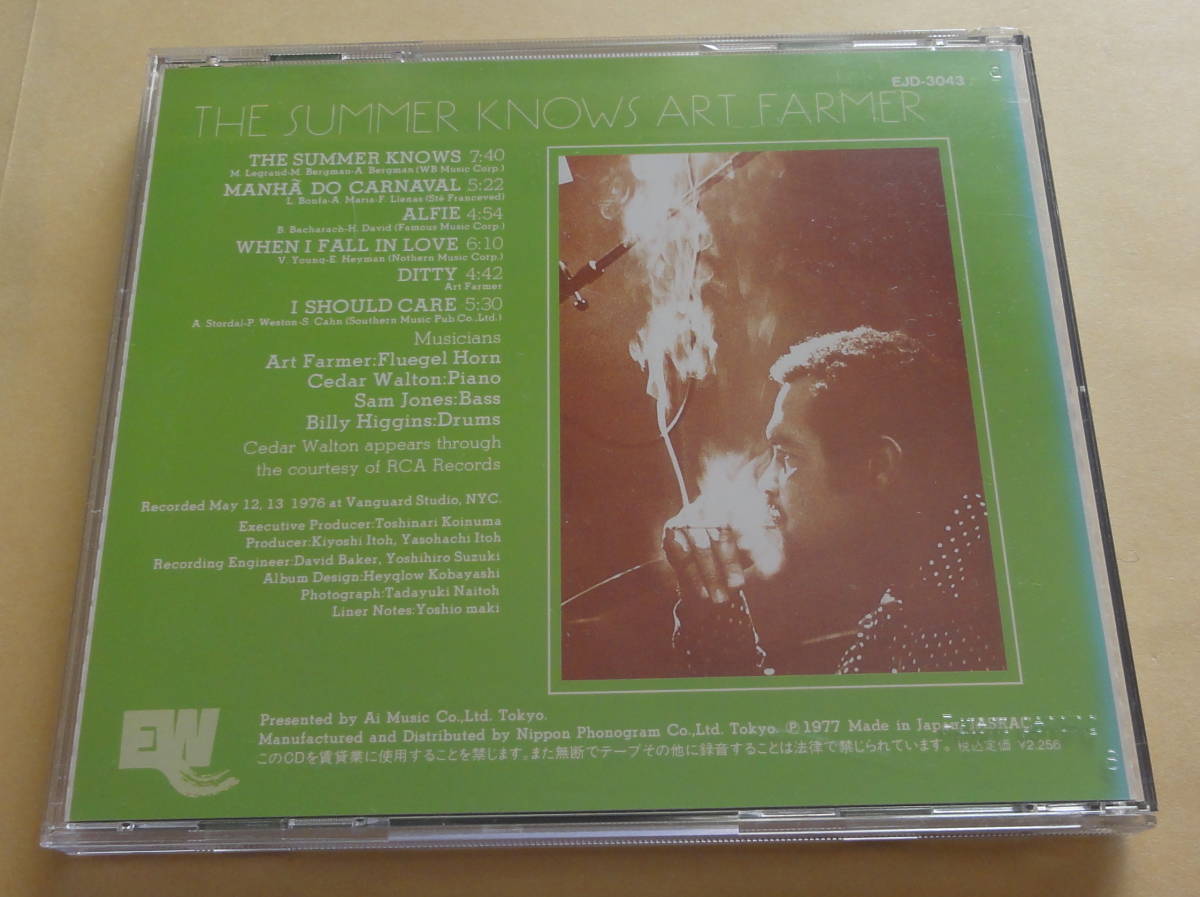 EJD-3043
THE SUMMER KNOWS ART FARMER
THE SUMMER KNOWS 7:40
M. Legrand-M. Bergman-A. Bergman (WB Music Corp.)
MANHÃ DO CARNAVAL 5:22
L. Bonfa-A. Maria-F. Llenas (Sté Franceved)
ALFIE 4:54
B. Bacharach-H. David (Famous Music Corp.)
WHEN I FALL IN LOVE 6:10
V. Young-E. Heyman (Nothern Music Corp.)
DITTY 4:42
Art Farmer
I SHOULD CARE 5:30
A. Stordal-P. Weston-S. Cahn (Southern Music Pub.Co.,Ltd.)
Musicians
Art Farmer:Fluegel Horn
Cedar Walton:Piano
Sam Jones:Bass
Billy Higgins:Drums
Cedar Walton appears through
the courtesy of RCA Records
Recorded May 12, 13 1976 at Vanguard Studio, NYC.
Executive Producer:Toshinari Koinuma
Producer:Kiyoshi Itoh, Yasohachi Itoh
Recording Engineer:David Baker, Yoshihiro Suzuki
Album Design:Heyglow Kobayashi
Photograph:Tadayuki Naitoh
Liner Notes:Yoshio maki
EW
Presented by Ai Music Co.,Ltd. Tokyo.
Manufactured and Distributed by Nippon Phonogram Co.,Ltd. Tokyo. Ⓟ 1977 Made in Japan JASRAC
このCDを賃貸業に使用することを禁じます。また無断でテープその他に録音することは法律で禁じられています。 税込定価 ¥2,256